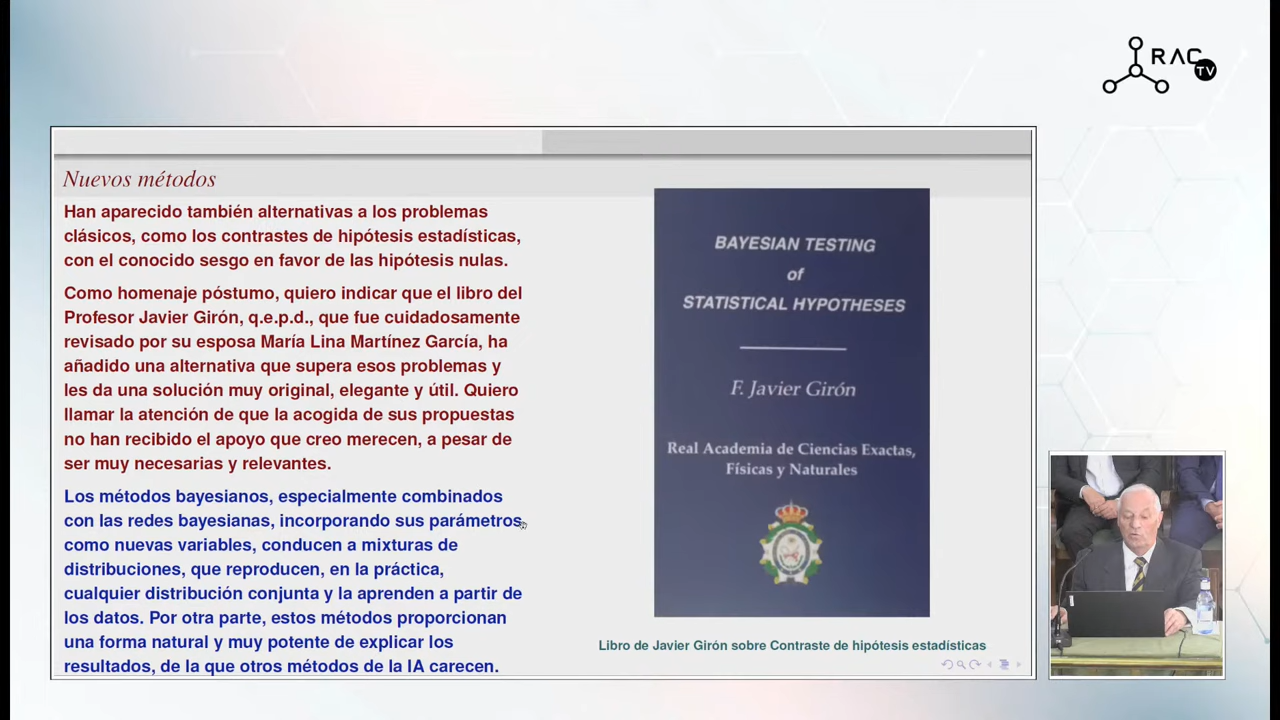 RAC
TV
Nuevos métodos
Han aparecido también alternativas a los problemas
clásicos, como los contrastes de hipótesis estadísticas,
con el conocido sesgo en favor de las hipótesis nulas.
Como homenaje póstumo, quiero indicar que el libro del
Profesor Javier Girón, q.e.p.d., que fue cuidadosamente
revisado por su esposa María Lina Martínez García, ha
añadido una alternativa que supera esos problemas y
les da una solución muy original, elegante y útil. Quiero
llamar la atención de que la acogida de sus propuestas
no han recibido el apoyo que creo merecen, a pesar de
ser muy necesarias y relevantes.
Los métodos bayesianos, especialmente combinados
con las redes bayesianas, incorporando sus parámetros
como nuevas variables, conducen a mixturas de
distribuciones, que reproducen, en la práctica,
cualquier distribución conjunta y la aprenden a partir de
los datos. Por otra parte, estos métodos proporcionan
una forma natural y muy potente de explicar los
resultados, de la que otros métodos de la IA carecen.
BAYESIAN TESTING
of
STATISTICAL HYPOTHESES
F. Javier Girón
Real Academia de Ciencias Exactas,
Físicas y Naturales
Libro de Javier Girón sobre Contraste de hipótesis estadísticas